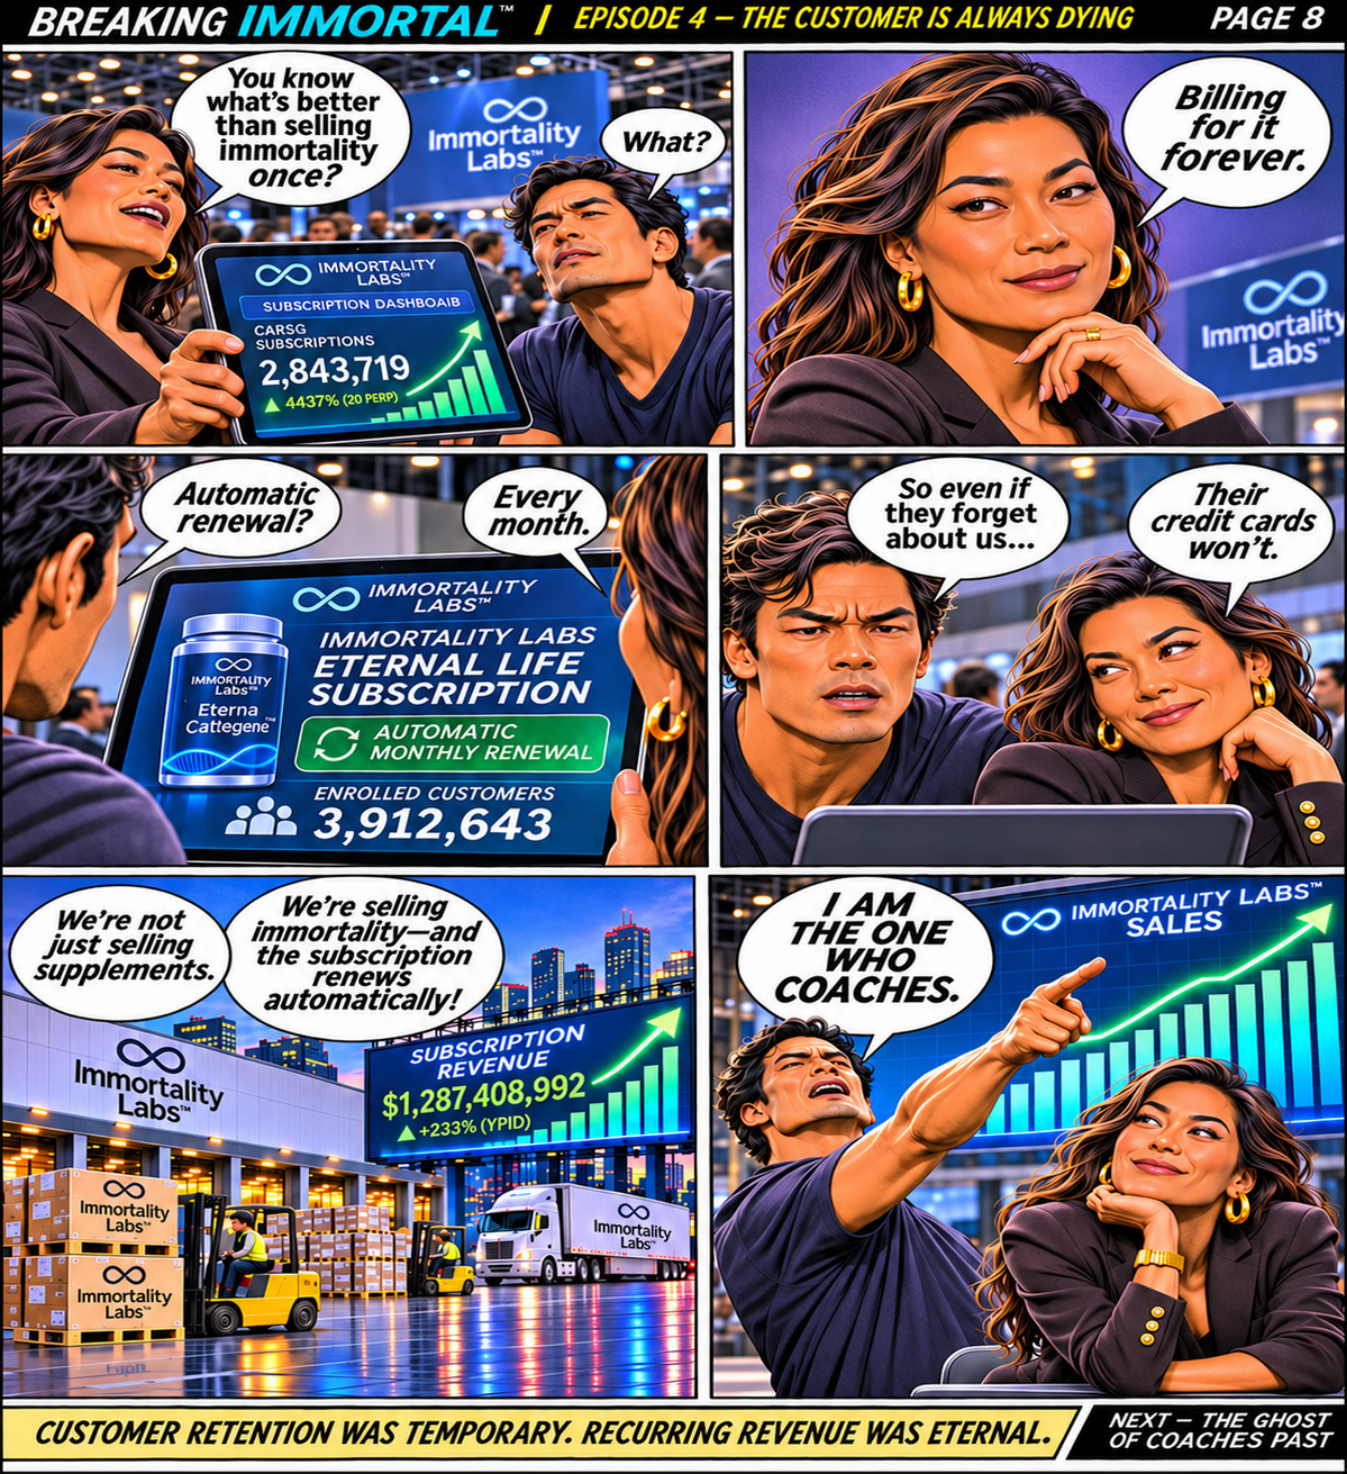 BREAKING IMMORTAL™ / EPISODE 4 – THE CUSTOMER IS ALWAYS DYING PAGE 8
You know
what's better
than selling
immortality
once?
Immortality
Labs™
What?
IMMORTALITY
LABS™
SUBSCRIPTION DASHBOAIB
CARSG
SUBSCRIPTIONS
2,843,719
▲ 4437% (20 PERP)
Billing
for it
forever.
Immortality
Labs™
Automatic
renewal?
Every
month.
IMMORTALITY
LABS™
IMMORTALITY LABS
ETERNAL LIFE
SUBSCRIPTION
IMMORTALITY
Labs™
Eterna
Cattegene™
AUTOMATIC
MONTHLY RENEWAL
ENROLLED CUSTOMERS
3,912,643
So even if
they forget
about us...
Their
credit cards
won't.
We're not
just selling
supplements.
We're selling
immortality—and
the subscription
renews
automatically!
Immortality
Labs™
SUBSCRIPTION
REVENUE
$1,287,408,992
▲ +233% (YPID)
Immortality
Labs™
Immortality
Labs™
Immortality
Labs™
I AM
THE ONE
WHO
COACHES.
IMMORTALITY LABS™
SALES
CUSTOMER RETENTION WAS TEMPORARY. RECURRING REVENUE WAS ETERNAL.
NEXT – THE GHOST
OF COACHES PAST